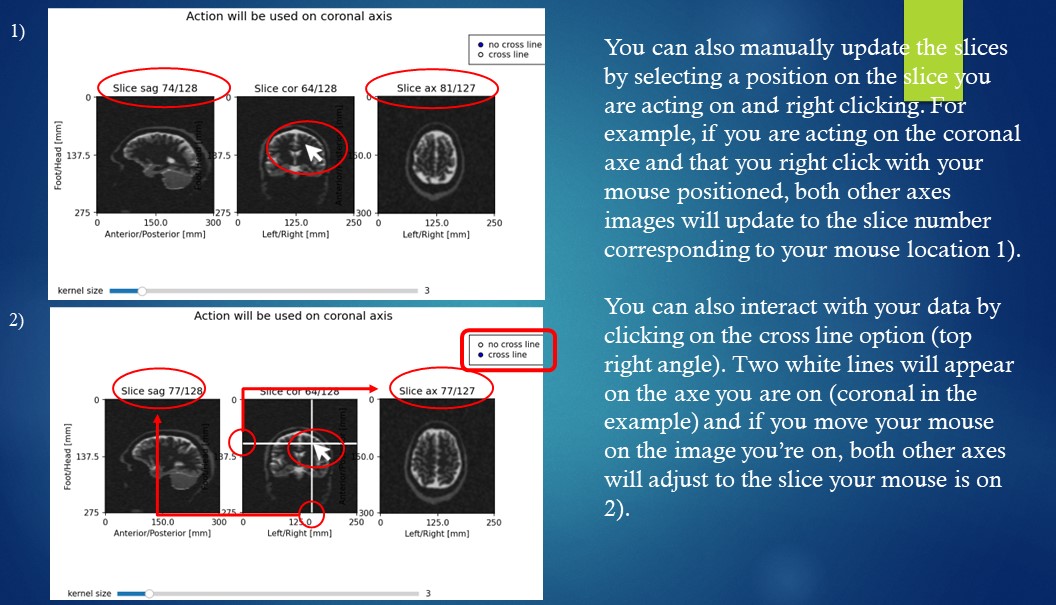 1)
Action will be used on coronal axis
no cross line
cross line
Slice sag 74/128
Slice cor 64/128
Slice ax 81/127
0
0
0
Foot/Head [mm]
137.5
137.5
150.0
275
275
300
0
150.0
300
0
125.0
250
0
125.0
250
Anterior/Posterior [mm]
Left/Right [mm]
Left/Right [mm]
kernel size
3
2)
Action will be used on coronal axis
no cross line
cross line
Slice sag 77/128
Slice cor 64/128
Slice ax 77/127
0
0
Foot/Head [mm]
137.5
137.5
150.0
275
275
300
0
150.0
300
0
125.0
250
0
125.0
250
Anterior/Posterior [mm]
Left/Right [mm]
Left/Right [mm]
kernel size
3
You can also manually update the slices
by selecting a position on the slice you
are acting on and right clicking. For
example, if you are acting on the coronal
axe and that you right click with your
mouse positioned, both other axes
images will update to the slice number
corresponding to your mouse location 1).
You can also interact with your data by
clicking on the cross line option (top
right angle). Two white lines will appear
on the axe you are on (coronal in the
example) and if you move your mouse
on the image you're on, both other axes
will adjust to the slice your mouse is on
2).